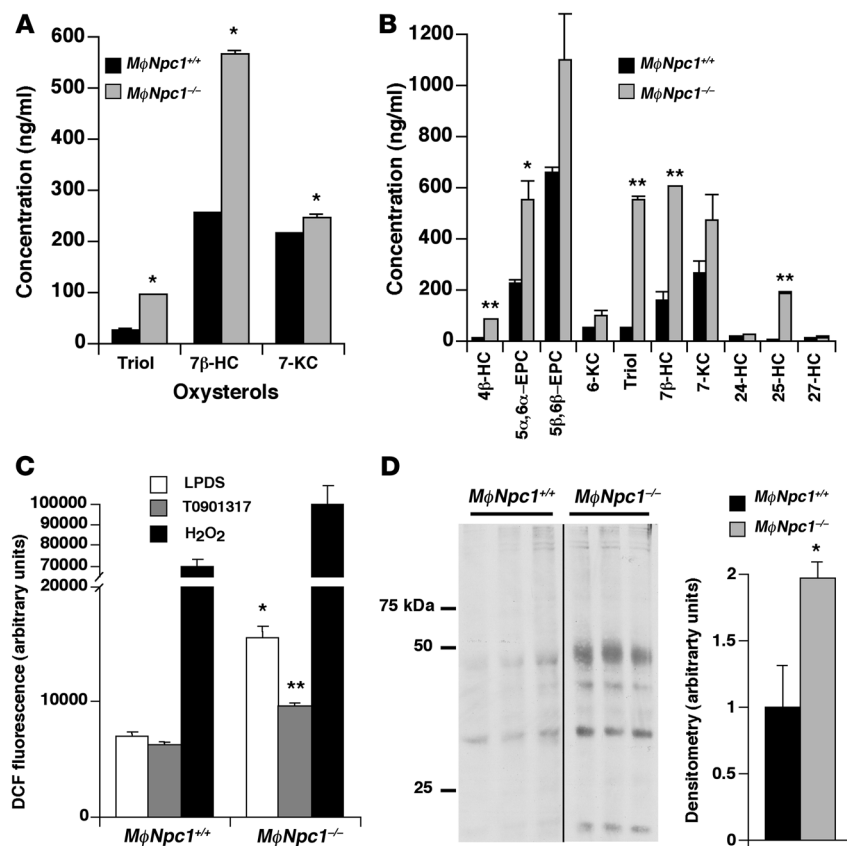 A
600
500
400
300
200
100
0
Concentration (ng/ml)
MϕNpc1+/+
MϕNpc1–/–
*
*
*
Triol 7β-HC 7-KC
Oxysterols
B
1200
1000
800
600
400
200
0
Concentration (ng/ml)
MϕNpc1+/+
MϕNpc1–/–
**
*
**
**
**
4β-HC
5α,6α–EPC
5β,6β–EPC
6-KC
Triol
7β-HC
7-KC
24-HC
25-HC
27-HC
C
LPDS
T0901317
H2O2
100000
90000
80000
70000
20000
10000
0
DCF fluorescence (arbitrary units)
*
**
MϕNpc1+/+ MϕNpc1–/–
D
MϕNpc1+/+ MϕNpc1–/–
75 kDa
50
25
MϕNpc1+/+
MϕNpc1–/–
*
2
1.5
1
0.5
0
Densitometry (arbitrarty units)